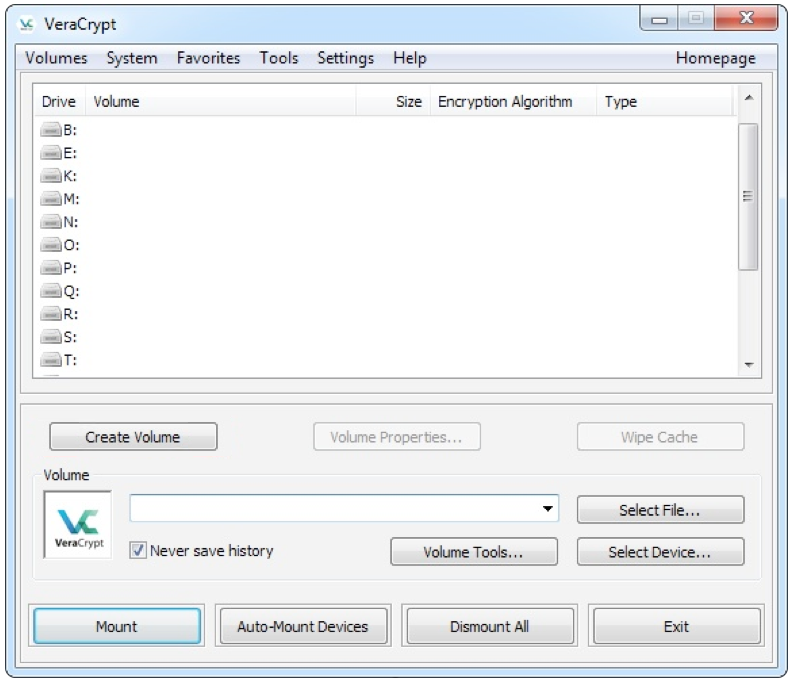 VeraCrypt
Volumes System Favorites Tools Settings Help Homepage
Drive Volume Size Encryption Algorithm Type
B:
E:
K:
M:
N:
O:
P:
Q:
R:
S:
T:
Create Volume Volume Properties... Wipe Cache
Volume
VeraCrypt
Select File...
Never save history Volume Tools... Select Device...
Mount Auto-Mount Devices Dismount All Exit